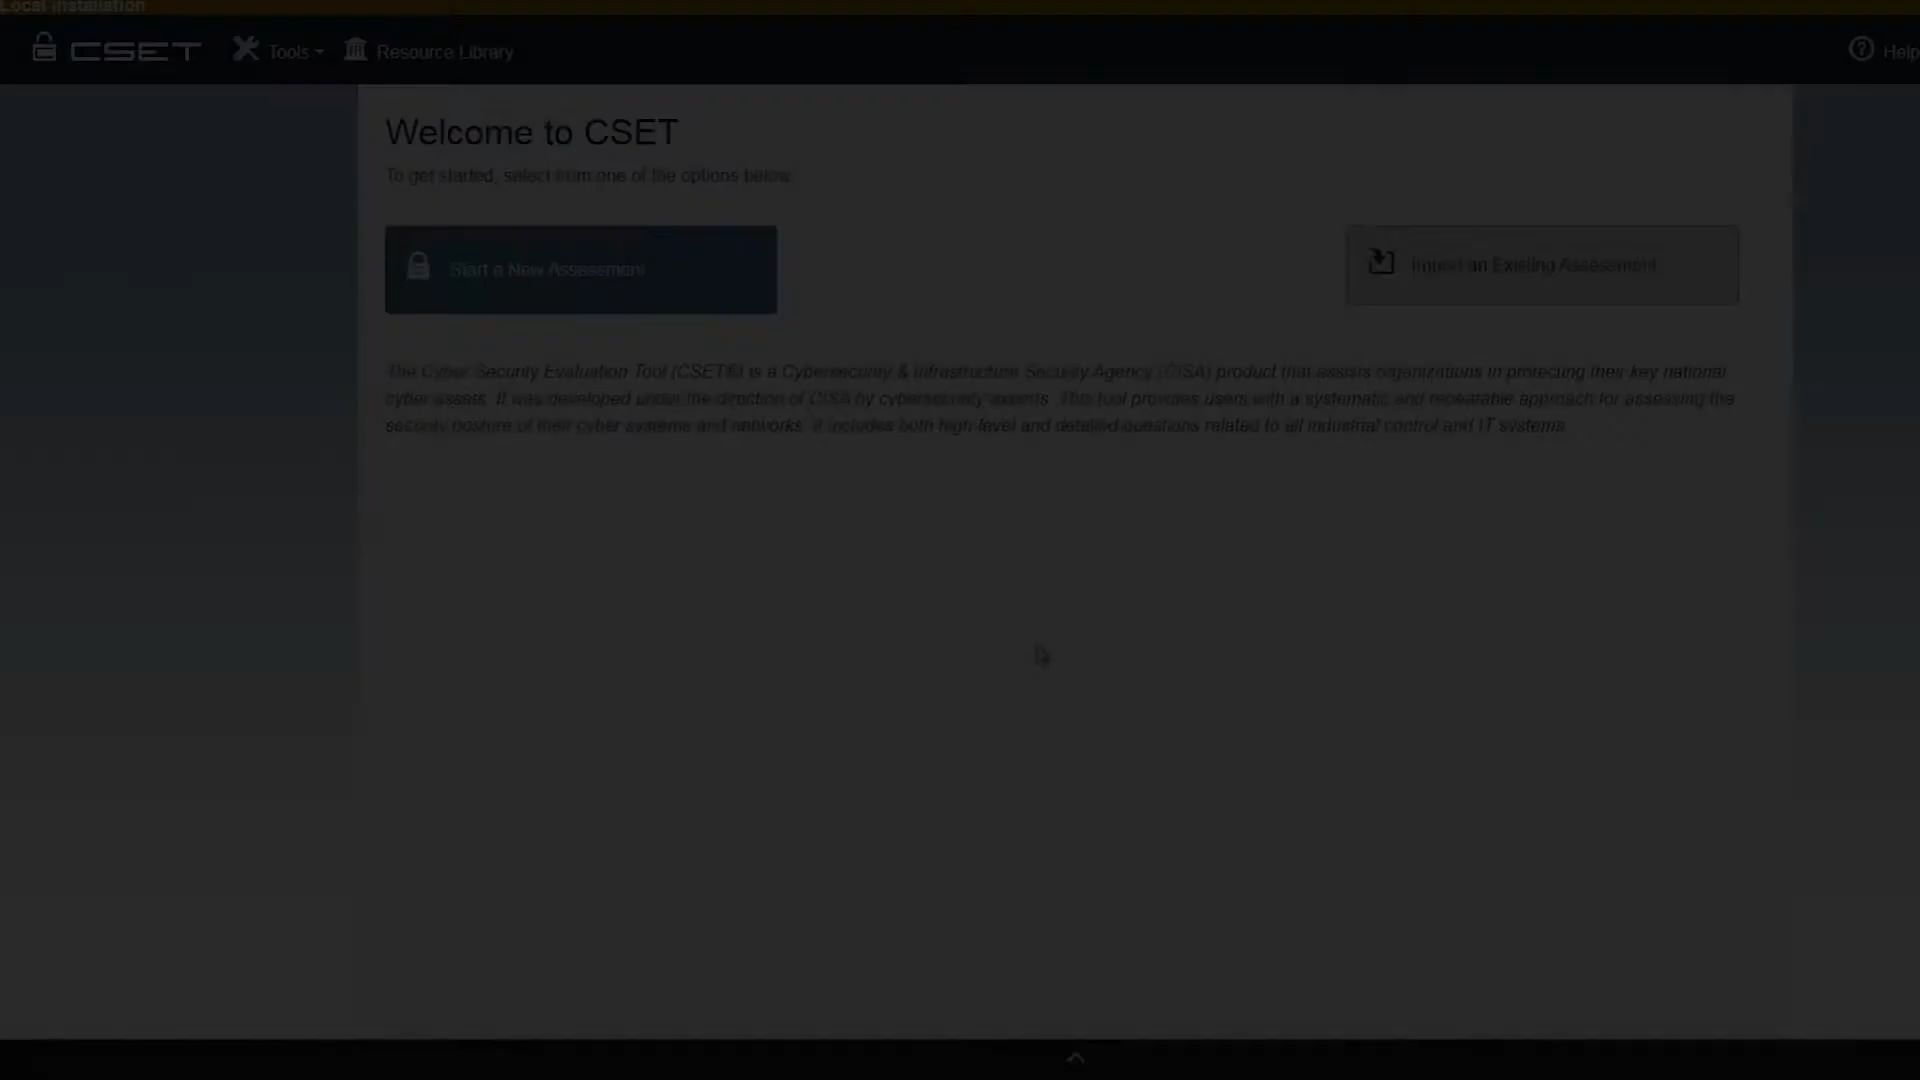 Local Installation
CSET Tools Resource Library Help
Welcome to CSET
To get started, select from one of the options below.
Start a New Assessment
Import an Existing Assessment
The Cyber Security Evaluation Tool (CSET®) is a Cybersecurity & Infrastructure Security Agency (CISA) product that assists organizations in protecting their key national
cyber assets. It was developed under the direction of CISA by cybersecurity experts. This tool provides users with a systematic and repeatable approach for assessing the
security posture of their cyber systems and networks. It includes both high-level and detailed questions related to all industrial control and IT systems.